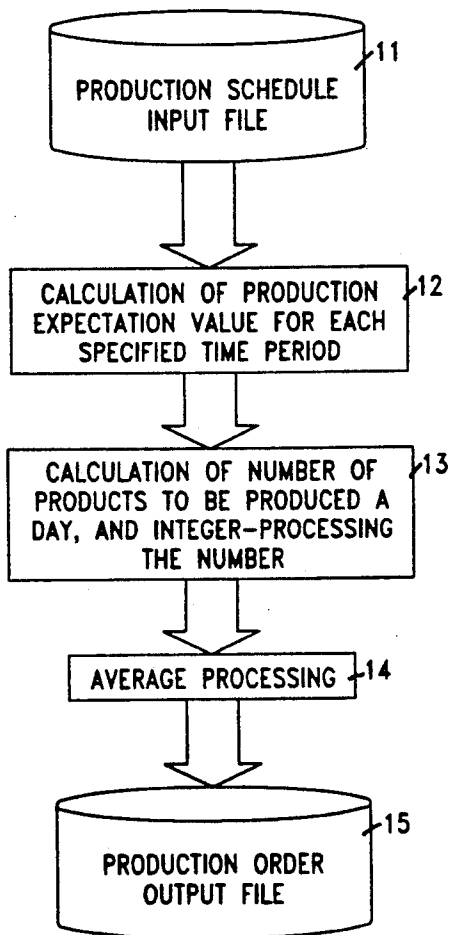 11
PRODUCTION SCHEDULE
INPUT FILE
12
CALCULATION OF PRODUCTION
EXPECTATION VALUE FOR EACH
SPECIFIED TIME PERIOD
13
CALCULATION OF NUMBER OF
PRODUCTS TO BE PRODUCED A
DAY, AND INTEGER-PROCESSING
THE NUMBER
AVERAGE PROCESSING 14
15
PRODUCTION ORDER
OUTPUT FILE